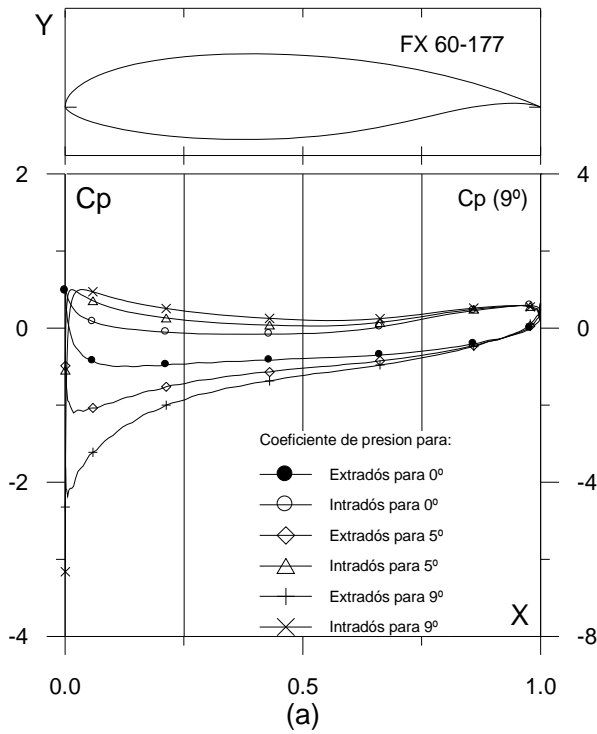 Y
FX 60-177
2
4
Cp
Cp (9º)
0
0
-2
-4
Coeficiente de presion para:
Extradós para 0º
Intradós para 0º
Extradós para 5º
Intradós para 5º
Extradós para 9º
Intradós para 9º
X
-4
-8
0.0
0.5
1.0
(a)